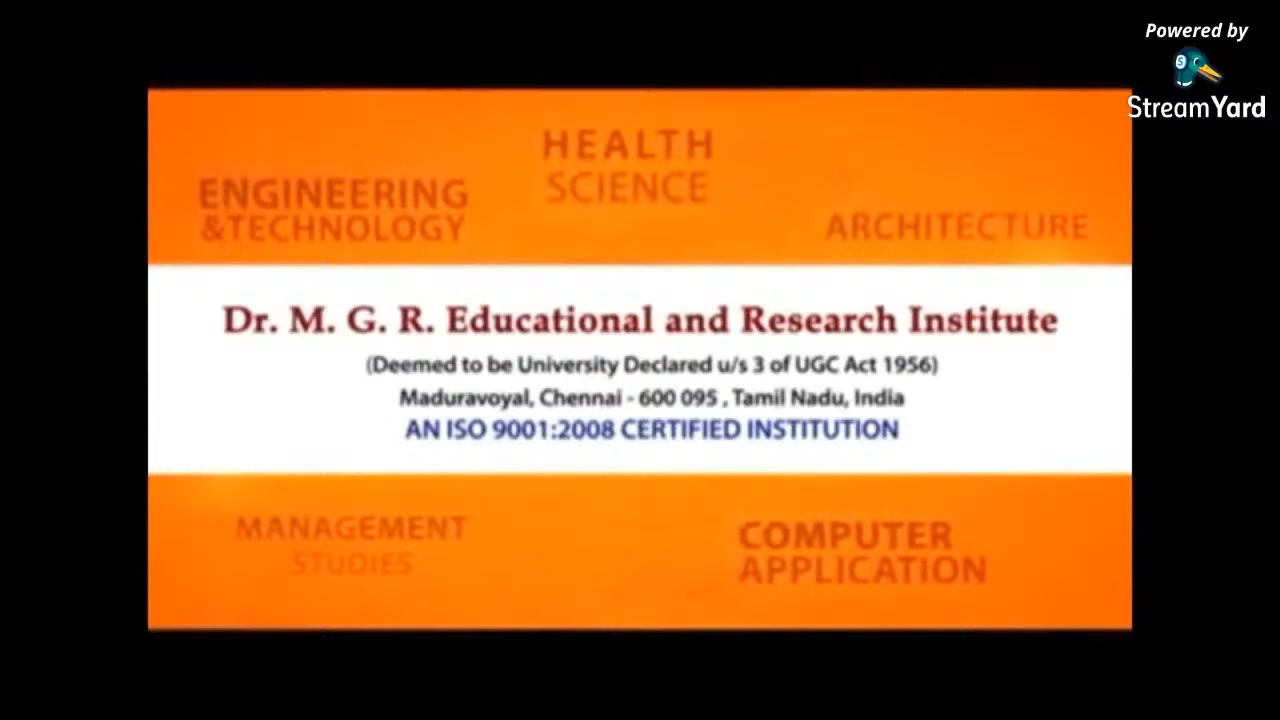 Powered by
StreamYard
HEALTH
SCIENCE
ENGINEERING
&TECHNOLOGY
ARCHITECTURE
Dr. M. G. R. Educational and Research Institute
(Deemed to be University Declared u/s 3 of UGC Act 1956)
Maduravoyal, Chennai - 600 095 , Tamil Nadu, India
AN ISO 9001:2008 CERTIFIED INSTITUTION
MANAGEMENT
STUDIES
COMPUTER
APPLICATION